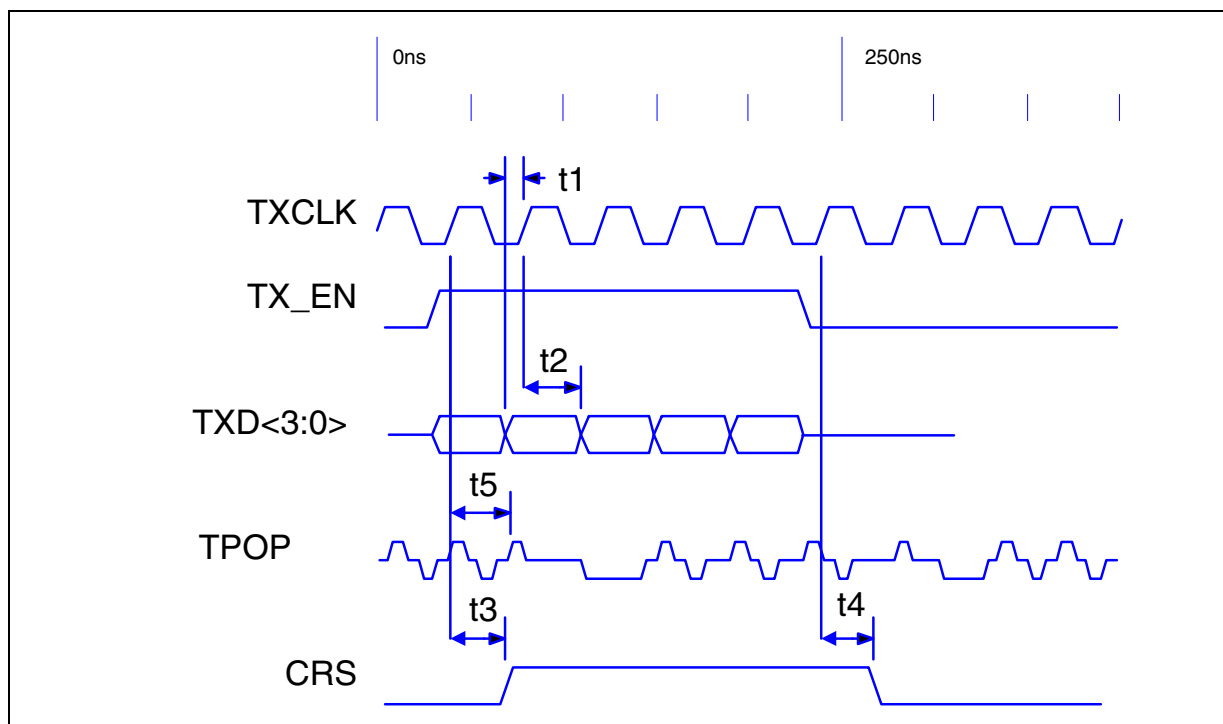 0ns 250ns
t1
TXCLK
TX_EN
t2
TXD<3:0>
t5
TPOP
t3 t4
CRS